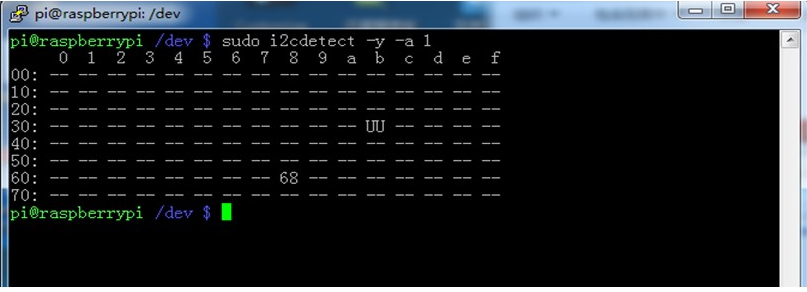 pi@raspberrypi: /dev
pi@raspberrypi /dev $ sudo i2cdetect -y -a 1
     0  1  2  3  4  5  6  7  8  9  a  b  c  d  e  f
00: -- -- -- -- -- -- -- -- -- -- -- -- -- -- -- --
10: -- -- -- -- -- -- -- -- -- -- -- -- -- -- -- --
20: -- -- -- -- -- -- -- -- -- -- -- -- -- -- -- --
30: -- -- -- -- -- -- -- -- -- -- -- UU -- -- -- --
40: -- -- -- -- -- -- -- -- -- -- -- -- -- -- -- --
50: -- -- -- -- -- -- -- -- -- -- -- -- -- -- -- --
60: -- -- -- -- -- -- -- -- 68 -- -- -- -- -- -- --
70: -- -- -- -- -- -- -- -- -- -- -- -- -- -- -- --
pi@raspberrypi /dev $